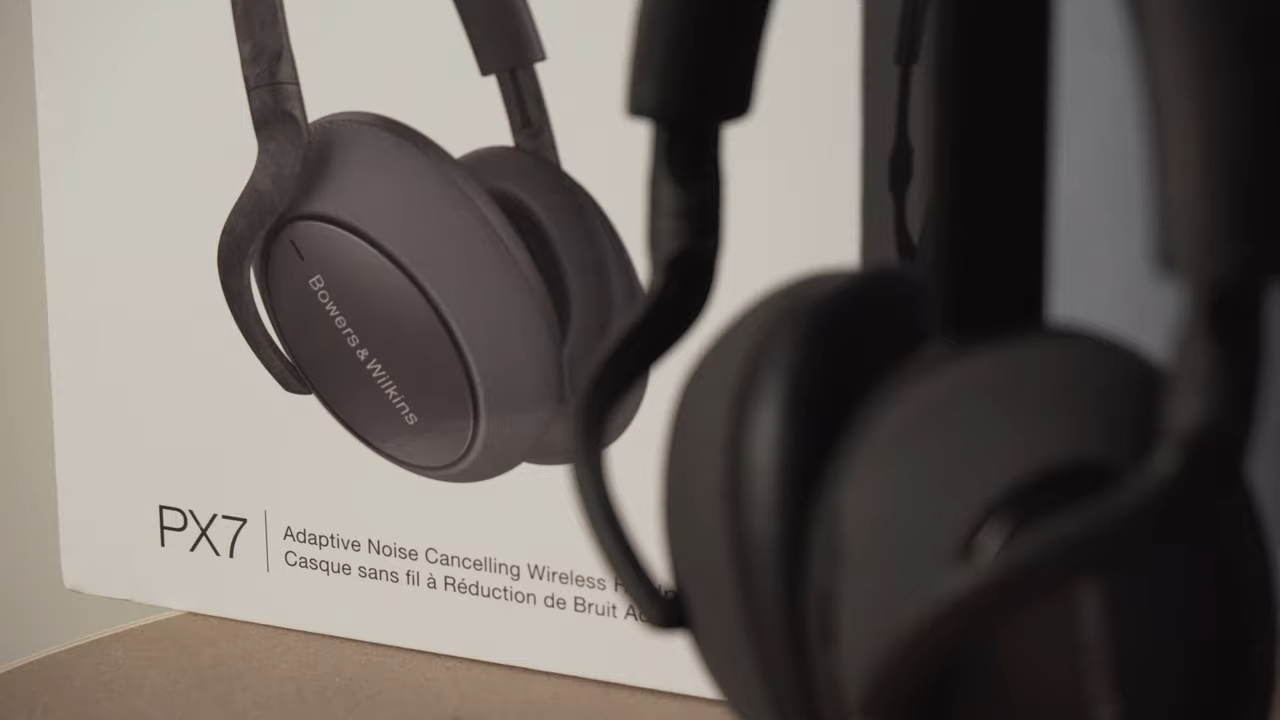 Bowers & Wilkins
PX7
Adaptive Noise Cancelling Wireless
Casque sans fil à Réduction de Bruit